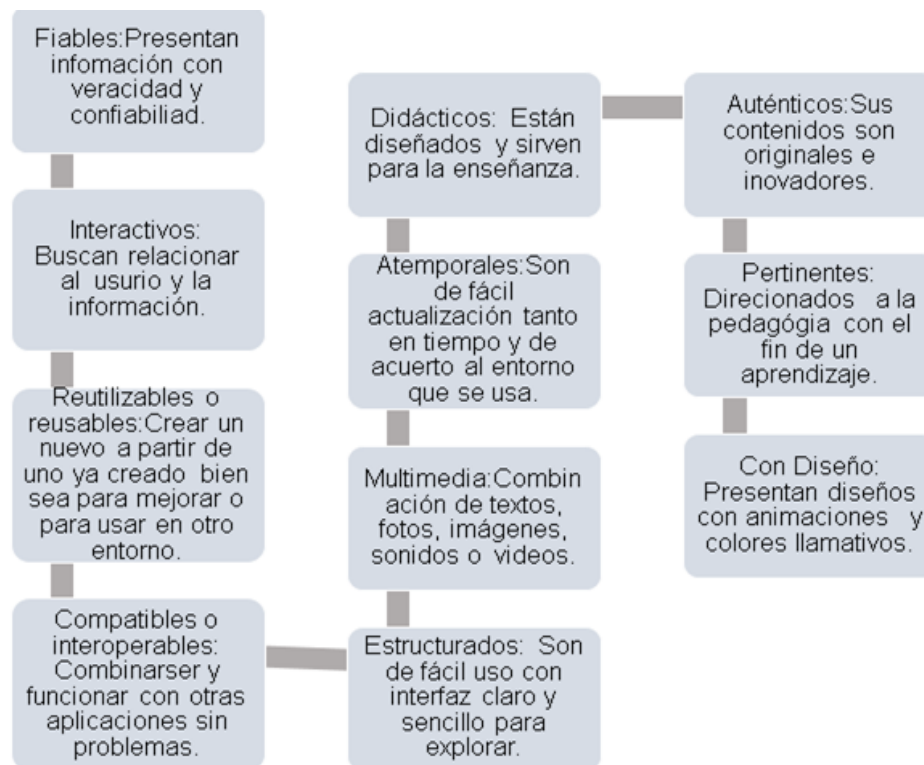 Fiables:Presentan
infomación con
veracidad y
confiabiliad.
Interactivos:
Buscan relacionar
al usurio y la
información.
Reutilizables o
reusables:Crear un
nuevo a partir de
uno ya creado bien
sea para mejorar o
para usar en otro
entorno.
Compatibles o
interoperables:
Combinarser y
funcionar con otras
aplicaciones sin
problemas.
Estructurados: Son
de fácil uso con
interfaz claro y
sencillo para
explorar.
Multimedia:Combin
ación de textos,
fotos, imágenes,
sonidos o videos.
Atemporales:Son
de fácil
actualización tanto
en tiempo y de
acuerto al entorno
que se usa.
Didácticos: Están
diseñados y sirven
para la enseñanza.
Auténticos:Sus
contenidos son
originales e
inovadores.
Pertinentes:
Direcionados a la
pedagógia con el
fin de un
aprendizaje.
Con Diseño:
Presentan diseños
con animaciones y
colores llamativos.